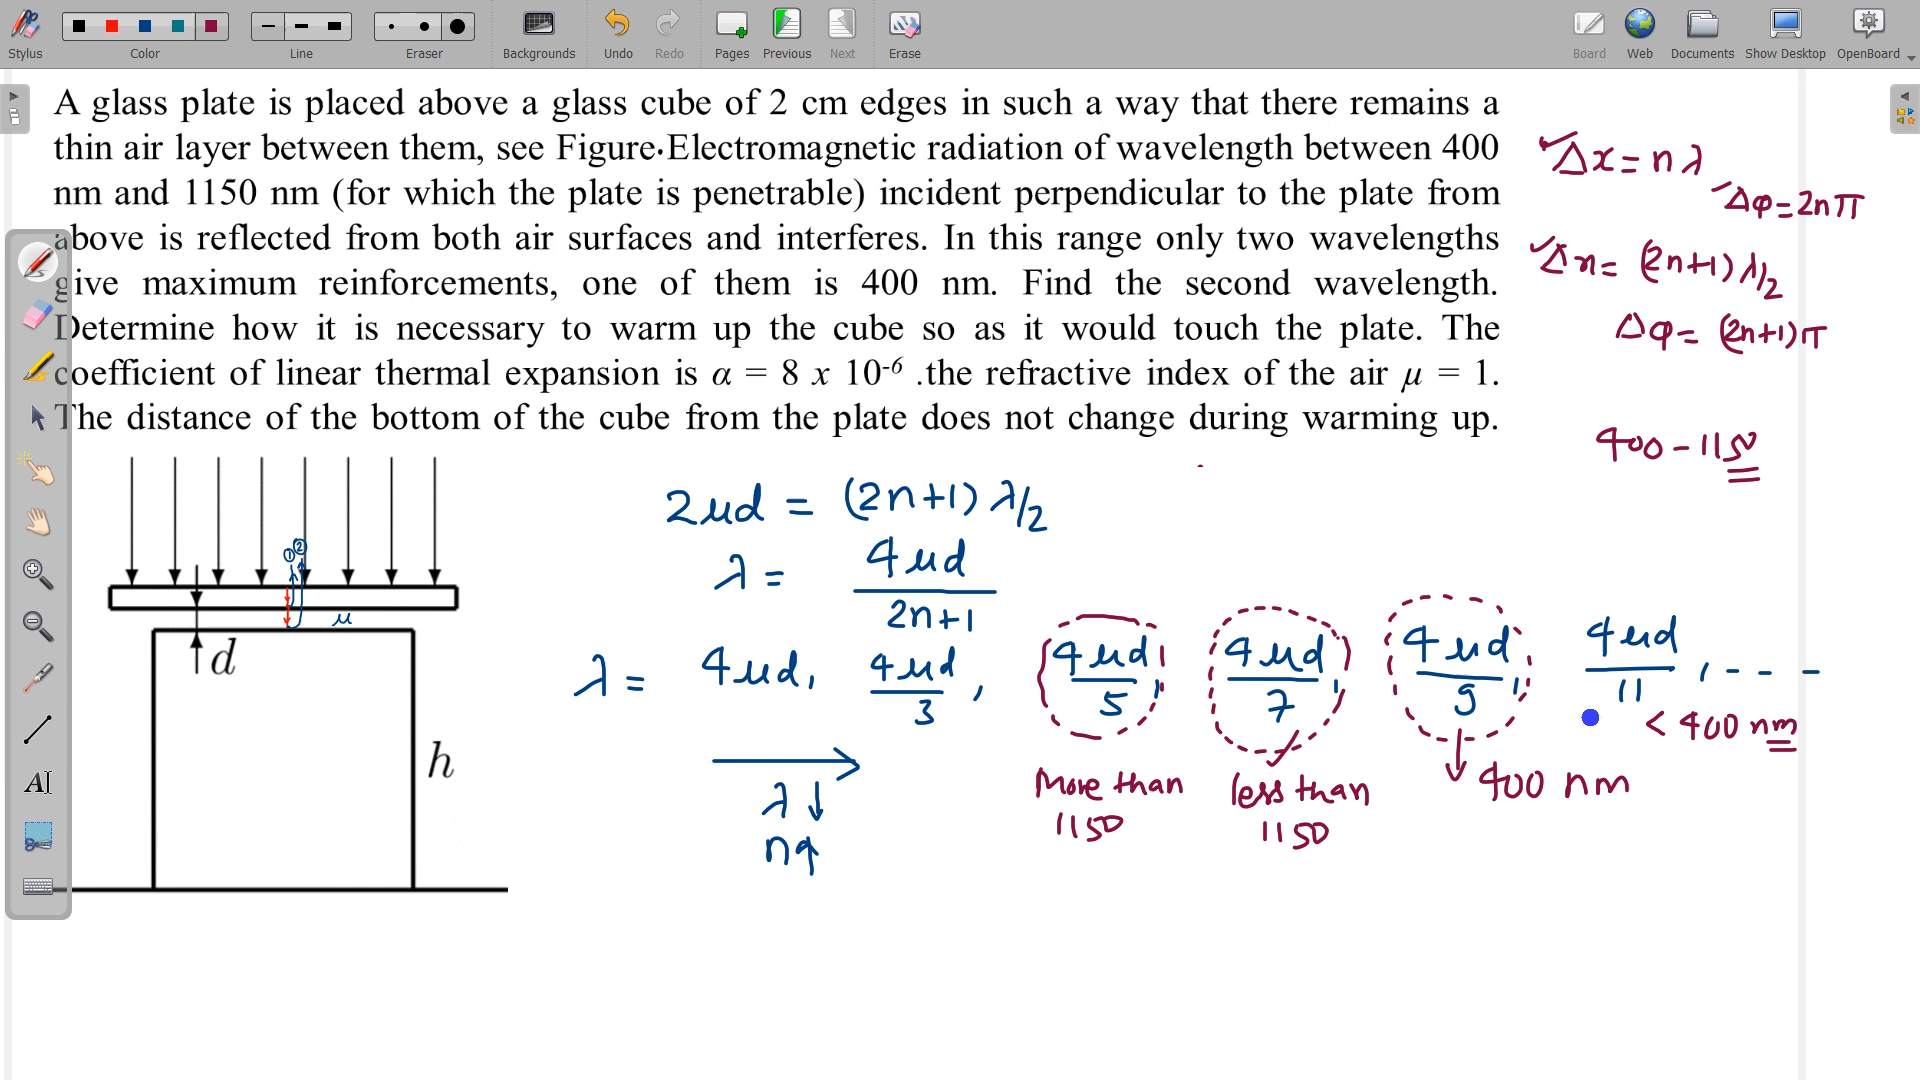 Stylus
Color
Line
Eraser
Backgrounds
Undo
Redo
Pages
Previous
Next
Erase
Board
Web
Documents
Show Desktop
OpenBoard
A glass plate is placed above a glass cube of 2 cm edges in such a way that there remains a
thin air layer between them, see Figure.Electromagnetic radiation of wavelength between 400
nm and 1150 nm (for which the plate is penetrable) incident perpendicular to the plate from
above is reflected from both air surfaces and interferes. In this range only two wavelengths
give maximum reinforcements, one of them is 400 nm. Find the second wavelength.
Determine how it is necessary to warm up the cube so as it would touch the plate. The
coefficient of linear thermal expansion is α = 8 x 10⁻⁶ .the refractive index of the air μ = 1.
The distance of the bottom of the cube from the plate does not change during warming up.
✓Δx = nλ
✓Δφ = 2nπ
✓Δx = (2n+1) λ/2
Δφ = (2n+1)π
400 - 1150
① ②
μ
d
h
2μd = (2n+1) λ/2
λ = 4μd / 2n+1
λ = 4μd, 4μd/3, 4μd/5, 4μd/7, 4μd/9, 4μd/11, - - -
< 400 nm
λ↓
n↑
More than
1150
less than
1150
400 nm
AI